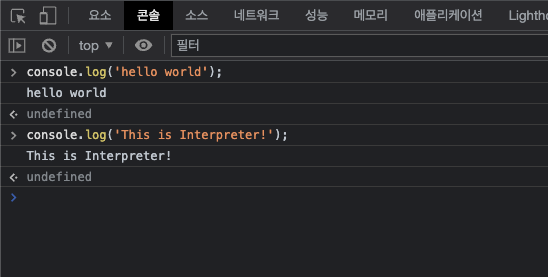 요소 콘솔 소스 네트워크 성능 메모리 애플리케이션 Lighth
top ▼ 필터
> console.log('hello world');
hello world
undefined
> console.log('This is Interpreter!');
This is Interpreter!
undefined
>